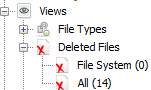 Views
File Types
Deleted Files
File System (0)
All (14)